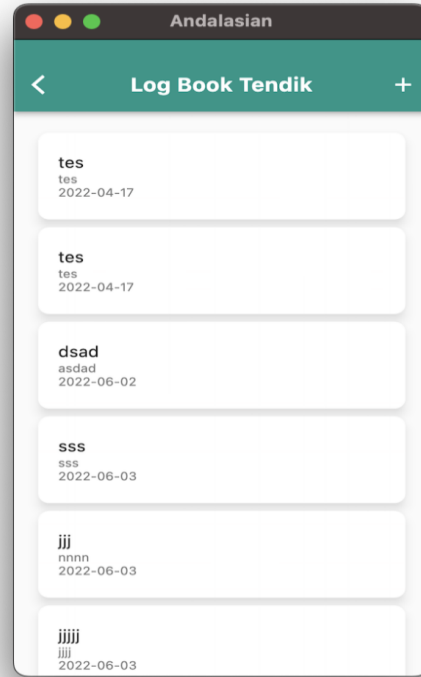 Andalasian
Log Book Tendik
tes
tes
2022-04-17
tes
tes
2022-04-17
dsad
asdad
2022-06-02
sss
sss
2022-06-03
jjj
nnnn
2022-06-03
jjjjj
jjjj
2022-06-03